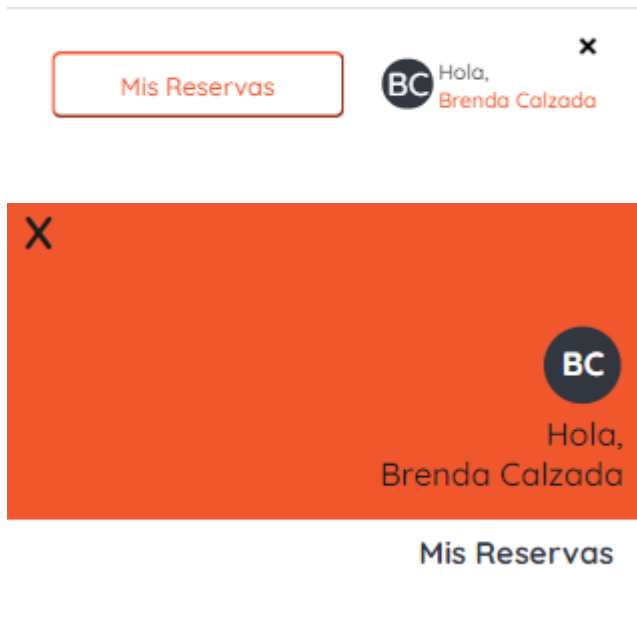 ×
Mis Reservas
BC
Hola,
Brenda Calzada
X
BC
Hola,
Brenda Calzada
Mis Reservas